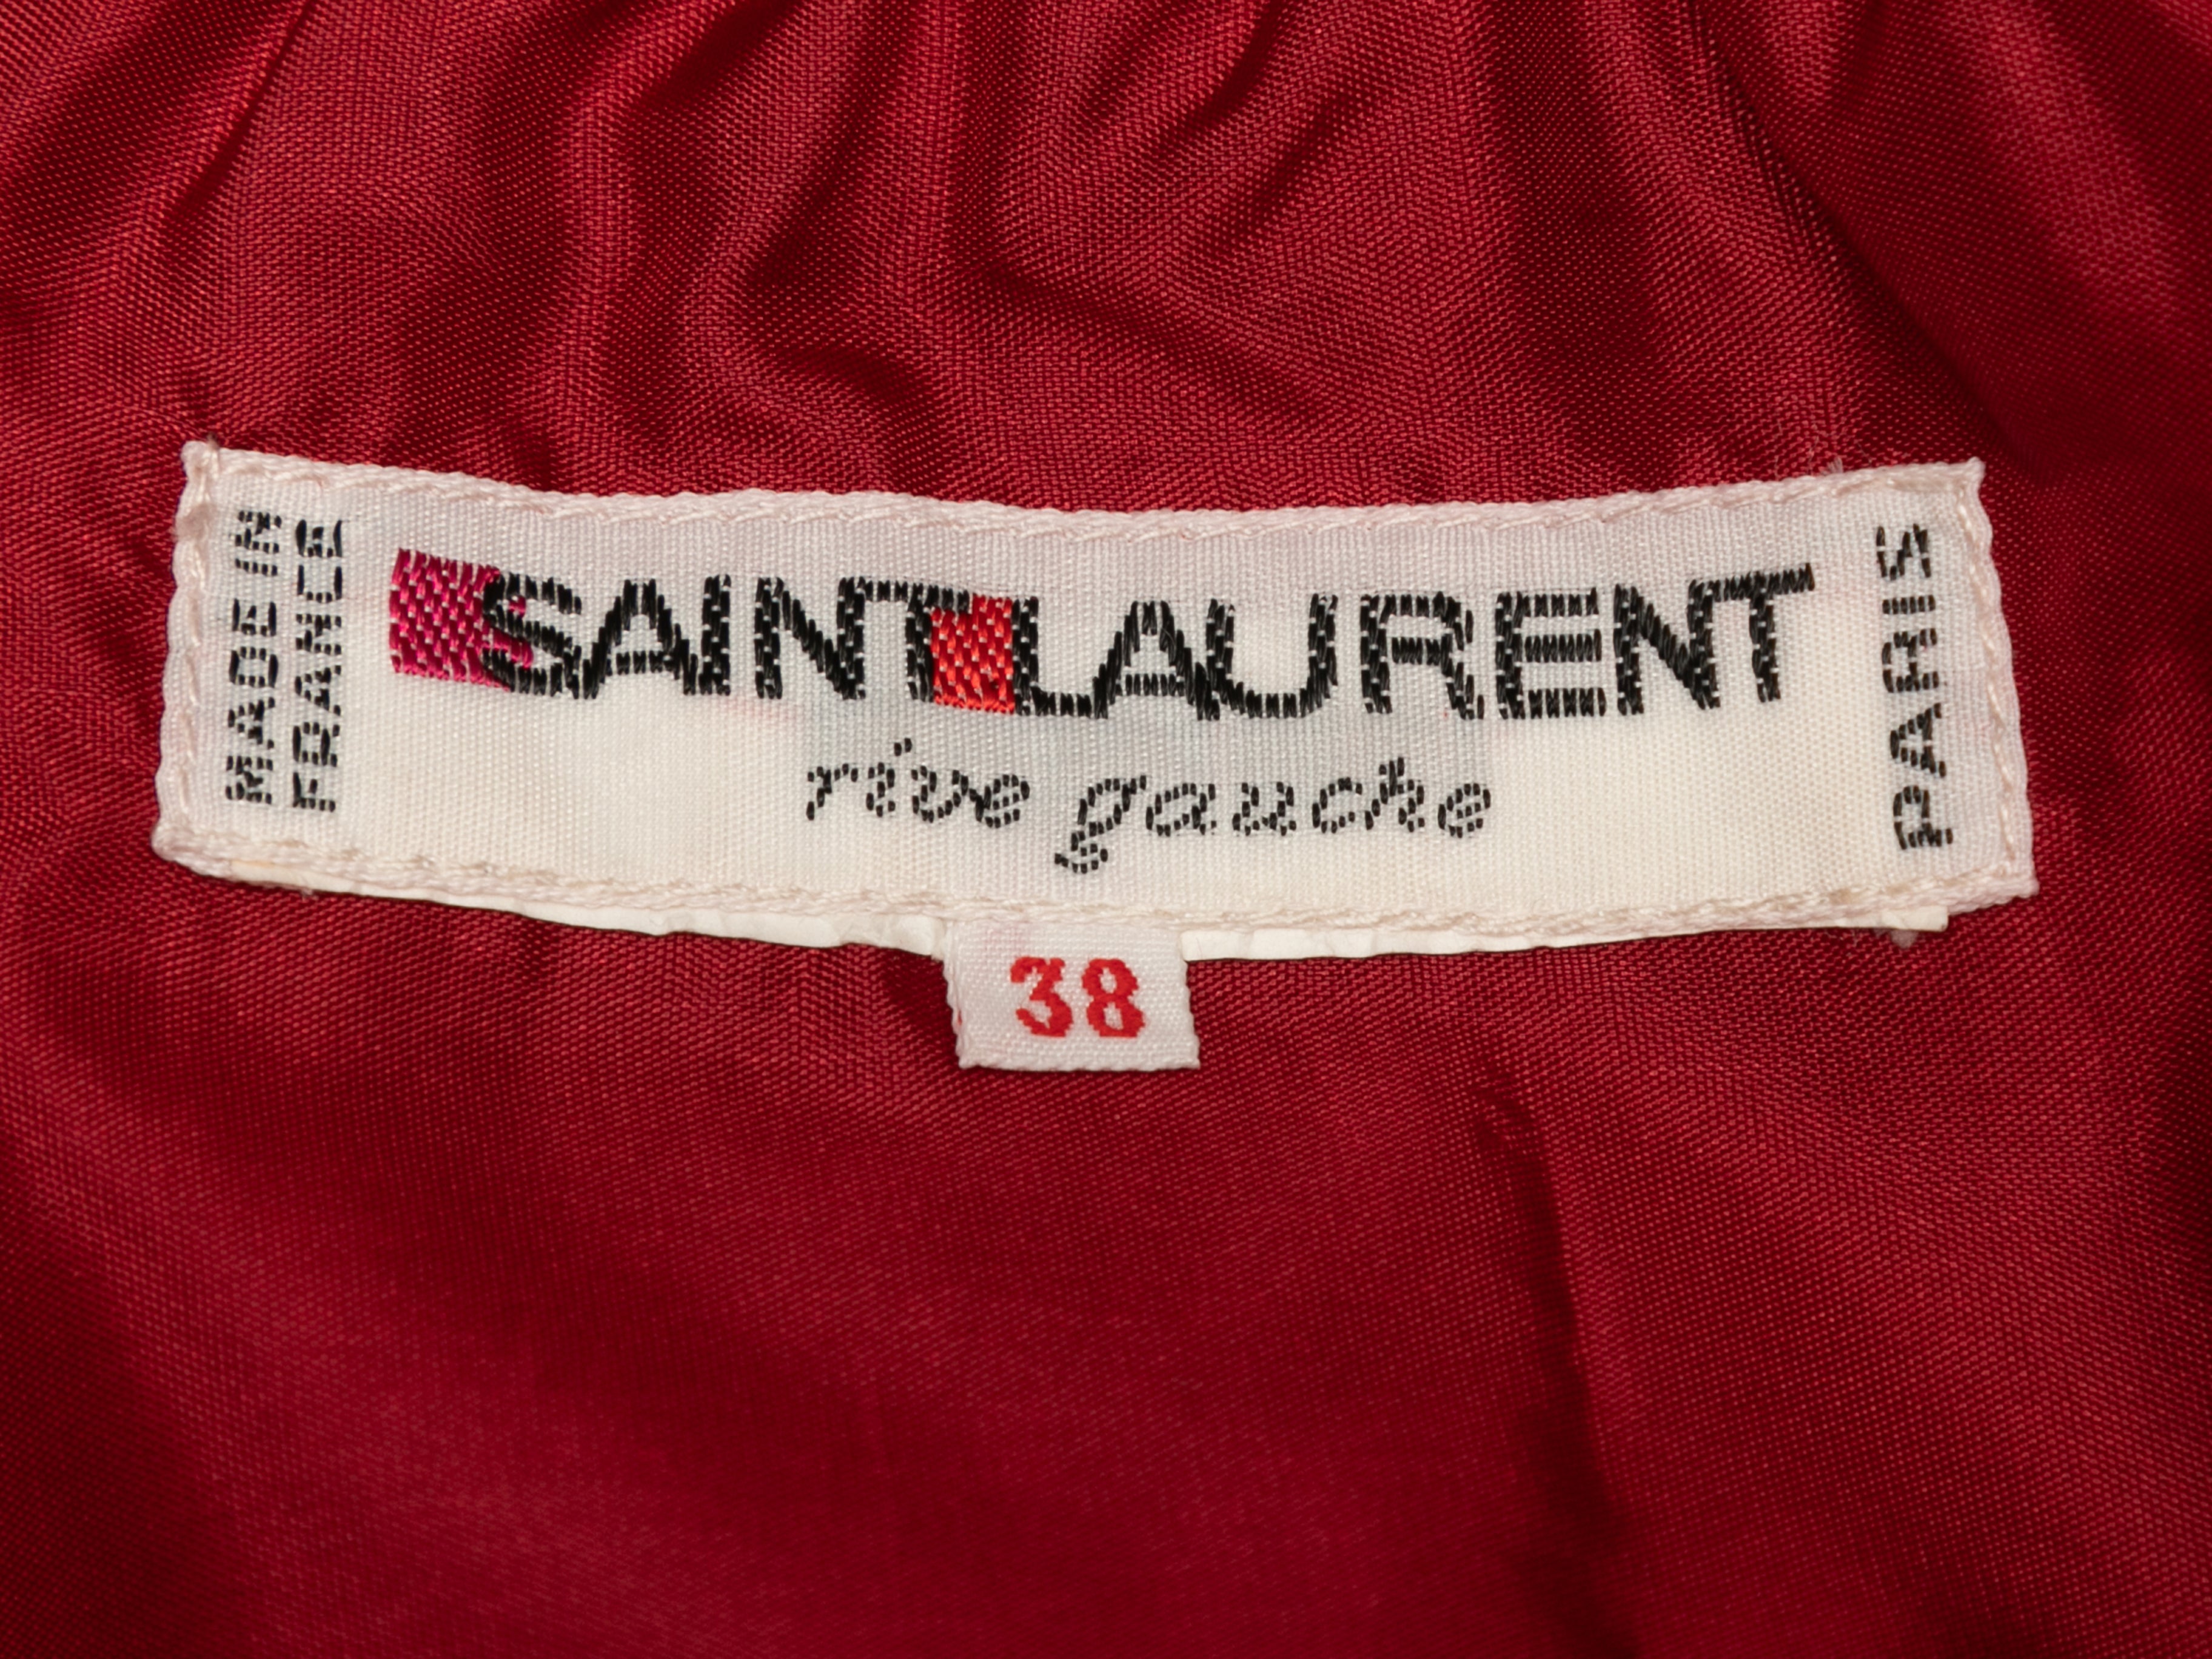 MADE IN
FRANCE
SAINT LAURENT
rive gauche
PARIS
38